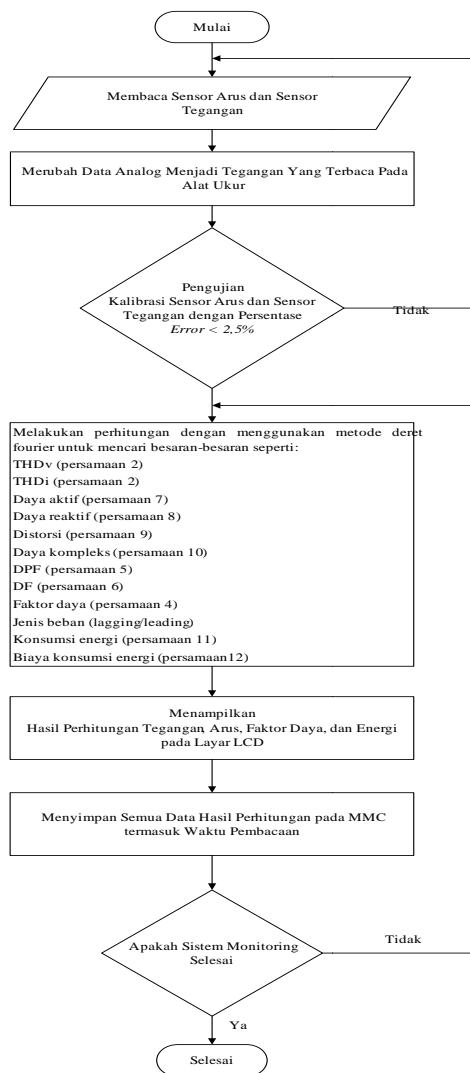 Mulai
Membaca Sensor Arus dan Sensor
Tegangan
Merubah Data Analog Menjadi Tegangan Yang Terbaca Pada
Alat Ukur
Pengujian
Kalibrasi Sensor Arus dan Sensor
Tegangan dengan Persentase
Error < 2,5%
Tidak
Melakukan perhitungan dengan menggunakan metode deret
fourier untuk mencari besaran-besaran seperti:
THDv (persamaan 2)
THDi (persamaan 2)
Daya aktif (persamaan 7)
Daya reaktif (persamaan 8)
Distorsi (persamaan 9)
Daya kompleks (persamaan 10)
DPF (persamaan 5)
DF (persamaan 6)
Faktor daya (persamaan 4)
Jenis beban (lagging/leading)
Konsumsi energi (persamaan 11)
Biaya konsumsi energi (persamaan12)
Menampilkan
Hasil Perhitungan Tegangan, Arus, Faktor Daya, dan Energi
pada Layar LCD
Menyimpan Semua Data Hasil Perhitungan pada MMC
termasuk Waktu Pembacaan
Apakah Sistem Monitoring
Selesai
Tidak
Ya
Selesai